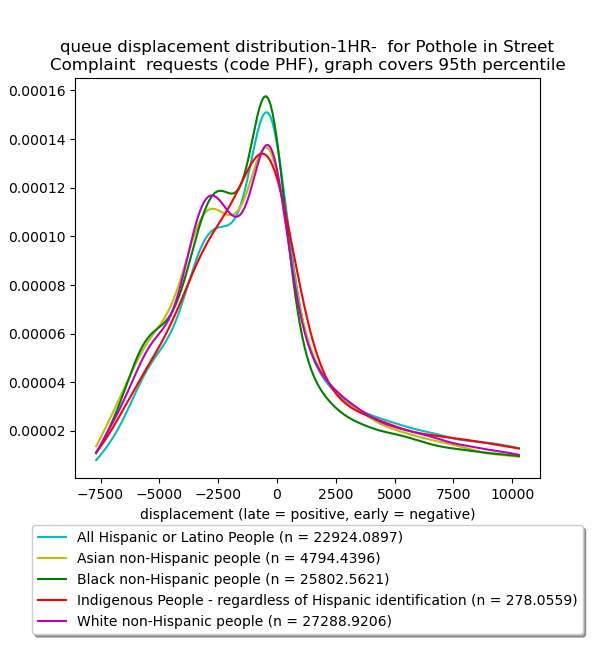 queue displacement distribution-1HR-  for Pothole in Street
Complaint  requests (code PHF), graph covers 95th percentile
0.00016
0.00014
0.00012
0.00010
0.00008
0.00006
0.00004
0.00002
−7500 −5000 −2500 0 2500 5000 7500 10000
displacement (late = positive, early = negative)
All Hispanic or Latino People (n = 22924.0897)
Asian non-Hispanic people (n = 4794.4396)
Black non-Hispanic people (n = 25802.5621)
Indigenous People - regardless of Hispanic identification (n = 278.0559)
White non-Hispanic people (n = 27288.9206)